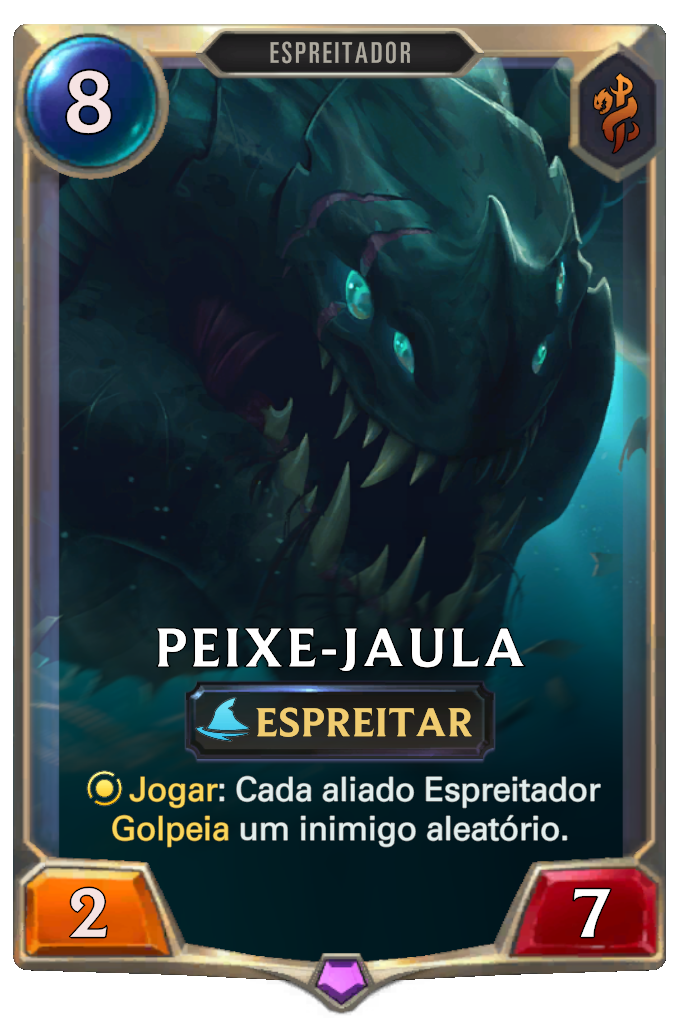 ESPREITADOR
8
PEIXE-JAULA
ESPREITAR
Jogar: Cada aliado Espreitador
Golpeia um inimigo aleatório.
2
7